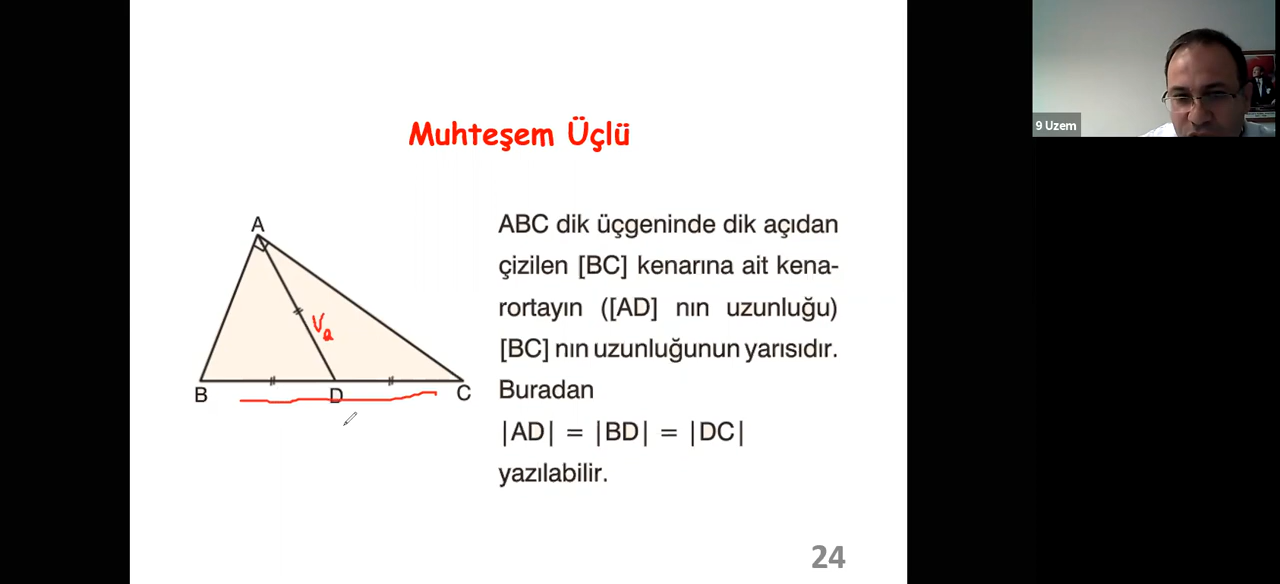 Muhteşem Üçlü
9 Uzem
A
B
D
C
Va
ABC dik üçgeninde dik açıdan
çizilen [BC] kenarına ait kena-
rortayın ([AD] nın uzunluğu)
[BC] nın uzunluğunun yarısıdır.
Buradan
|AD| = |BD| = |DC|
yazılabilir.
24